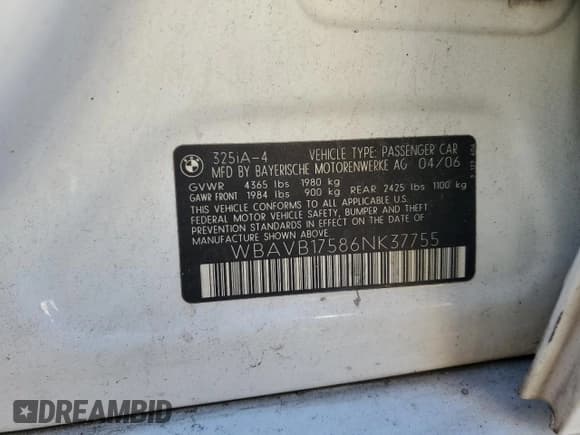 325iA-4 VEHICLE TYPE: PASSENGER CAR
MFD BY BAYERISCHE MOTORENWERKE AG 04/06
GVWR 4365 lbs 1980 kg
GAWR FRONT 1984 lbs 900 kg REAR 2425 lbs 1100 kg
THIS VEHICLE CONFORMS TO ALL APPLICABLE U.S.
FEDERAL MOTOR VEHICLE SAFETY, BUMPER AND THEFT
PREVENTION STANDARDS IN EFFECT ON THE DATE OF
MANUFACTURE SHOWN ABOVE.
WBAVB17586NK37755
DREAMBID